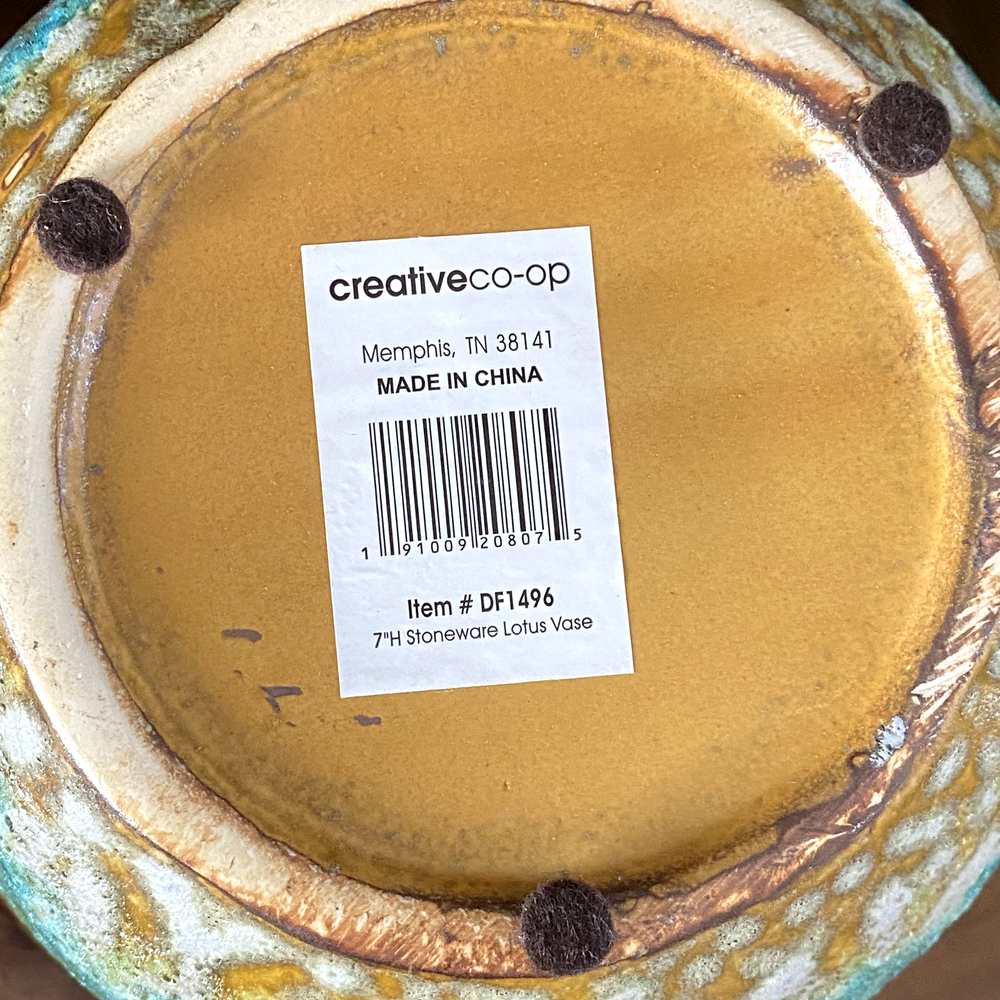 creativeco-op
Memphis, TN 38141
MADE IN CHINA
1 91009 20807 5
Item # DF1496
7"H Stoneware Lotus Vase